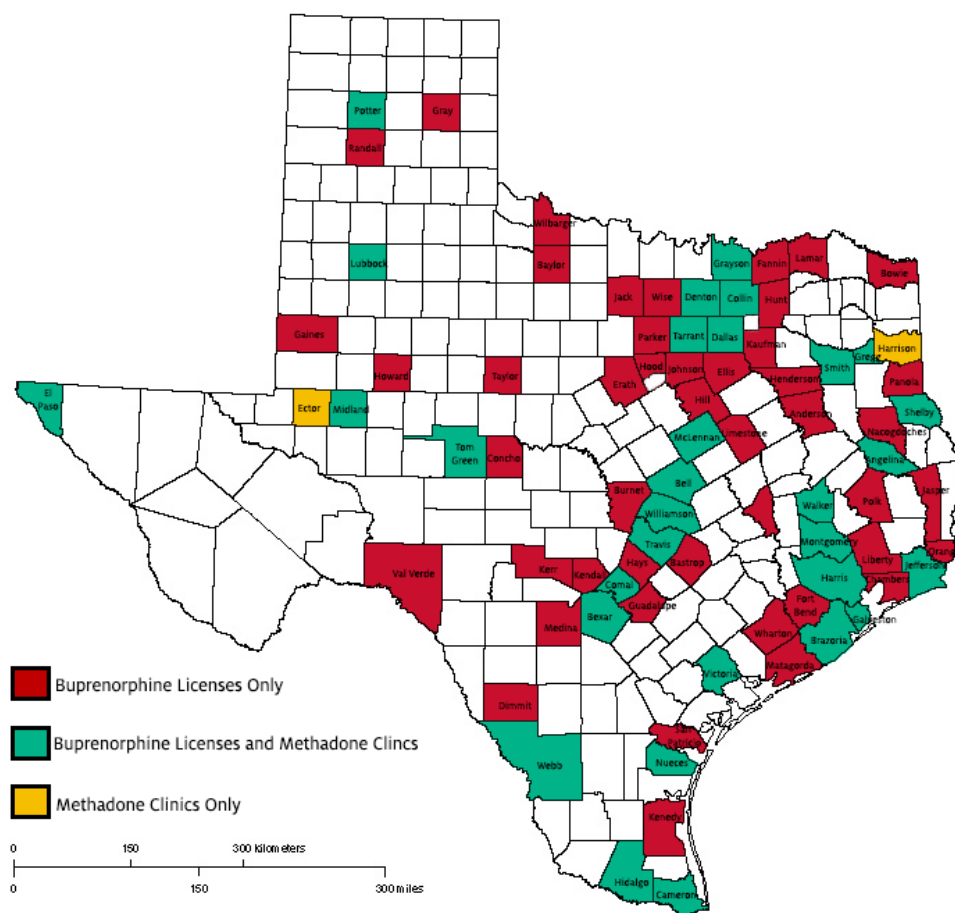 Potter
Gray
Randall
Wilbarger
Lubbock
Baylor
Grayson
Fannin
Lamar
Bowie
Jack
Wise
Denton
Collin
Hunt
Gaines
Parker
Tarrant
Dallas
Kaufman
Harrison
Gregg
Smith
Howard
Taylor
Hood
Johnson
Ellis
Henderson
Panola
Erath
El
Paso
Ector
Midland
Hill
Anderson
Shelby
Nacogdoches
McLennan
Limestone
Tom
Green
Concho
Angelina
Bell
Burnet
Walker
Polk
Jasper
Williamson
Travis
Montgomery
Liberty
Orange
Val Verde
Kerr
Kendall
Hays
Bastrop
Jefferson
Comal
Harris
Chambers
Bexar
Guadalupe
Fort
Bend
Galveston
Medina
Wharton
Brazoria
Matagorda
Victoria
Dimmit
San
Patricio
Webb
Nueces
Kenedy
Hidalgo
Cameron
Buprenorphine Licenses Only
Buprenorphine Licenses and Methadone Clincs
Methadone Clinics Only
0 150 300 kilometers
0 150 300 miles